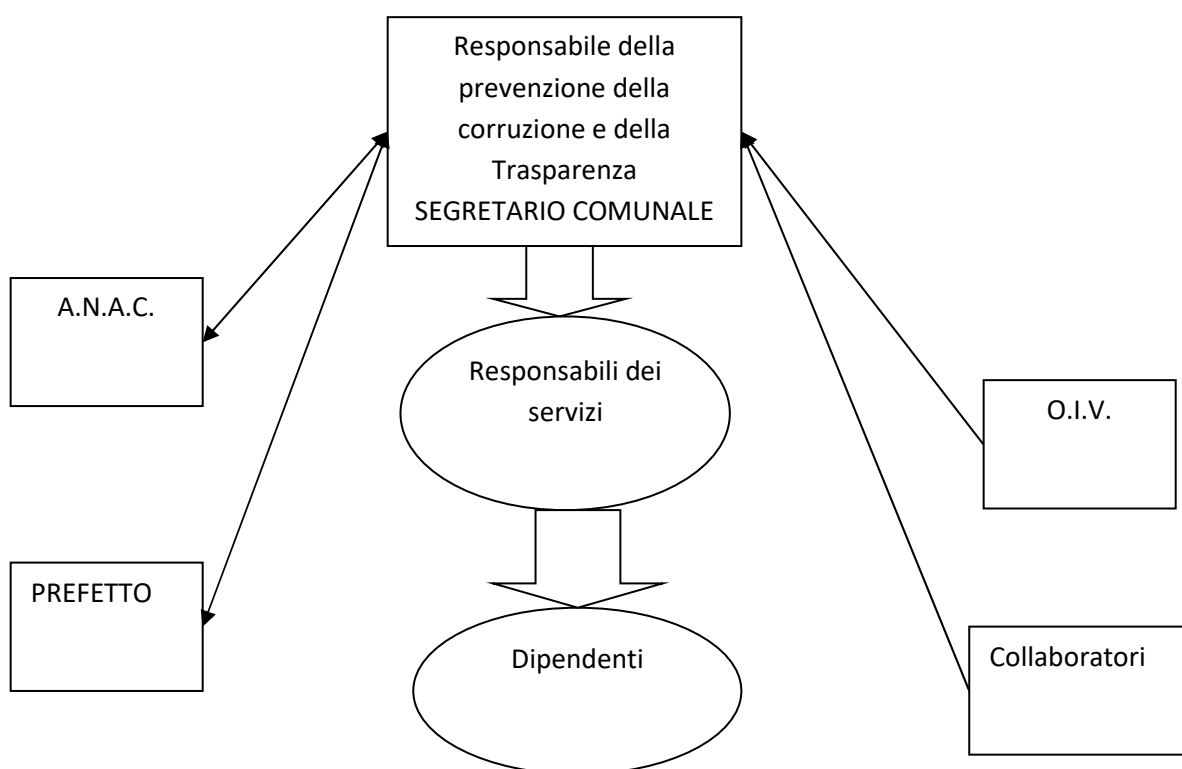 Responsabile della
prevenzione della
corruzione e della
Trasparenza
SEGRETARIO COMUNALE
A.N.A.C.
Responsabili dei
servizi
O.I.V.
PREFETTO
Dipendenti
Collaboratori